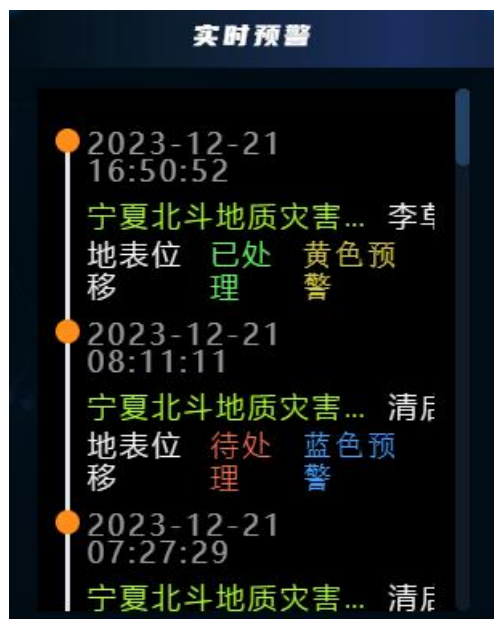 实时预警
2023-12-21
16:50:52
宁夏北斗地质灾害... 李
地表位 已处 黄色预
移 理 警
2023-12-21
08:11:11
宁夏北斗地质灾害... 清
地表位 待处 蓝色预
移 理 警
2023-12-21
07:27:29
宁夏北斗地质灾害... 清